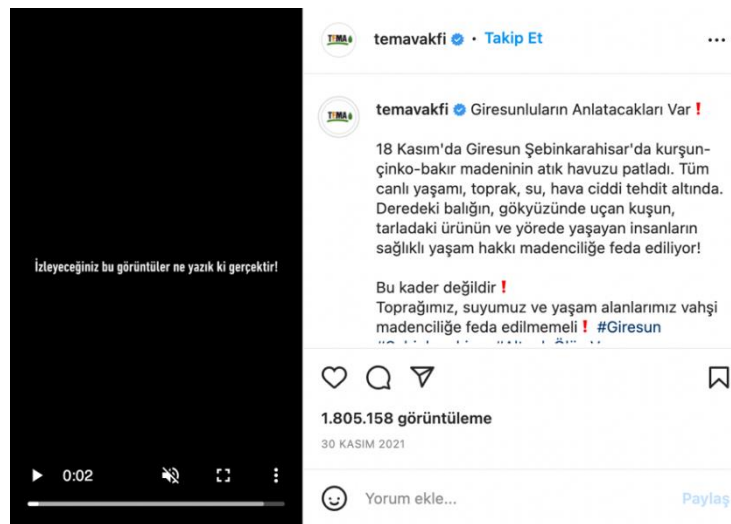 temavakfi • Takip Et
temavakfi Giresunluların Anlatacakları Var❗
18 Kasım'da Giresun Şebinkarahisar'da kurşun-
çinko-bakır madeninin atık havuzu patladı. Tüm
canlı yaşamı, toprak, su, hava ciddi tehdit altında.
Deredeki balığın, gökyüzünde uçan kuşun,
tarladaki ürünün ve yörede yaşayan insanların
sağlıklı yaşam hakkı madenciliğe feda ediliyor!
Bu kader değildir❗
Toprağımız, suyumuz ve yaşam alanlarımız vahşi
madenciliğe feda edilmemeli❗ #Giresun
İzleyeceğiniz bu görüntüler ne yazık ki gerçektir!
0:02
1.805.158 görüntüleme
30 KASIM 2021
Yorum ekle...
Paylaş
TEMA
TEMA